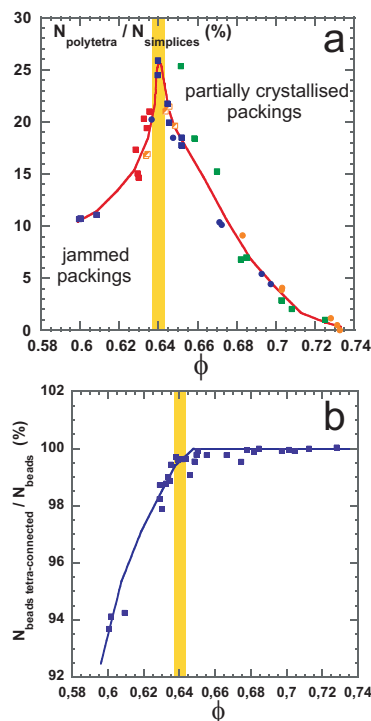 N polytetra / N simplices (%)
a
30
25
20
15
10
5
0
partially crystallised
packings
jammed
packings
0.58 0.60 0.62 0.64 0.66 0.68 0.70 0.72 0.74
ϕ
b
N beads tetra-connected / N beads (%)
102
100
98
96
94
92
0,58 0,6 0,62 0,64 0,66 0,68 0,7 0,72 0,74
ϕ